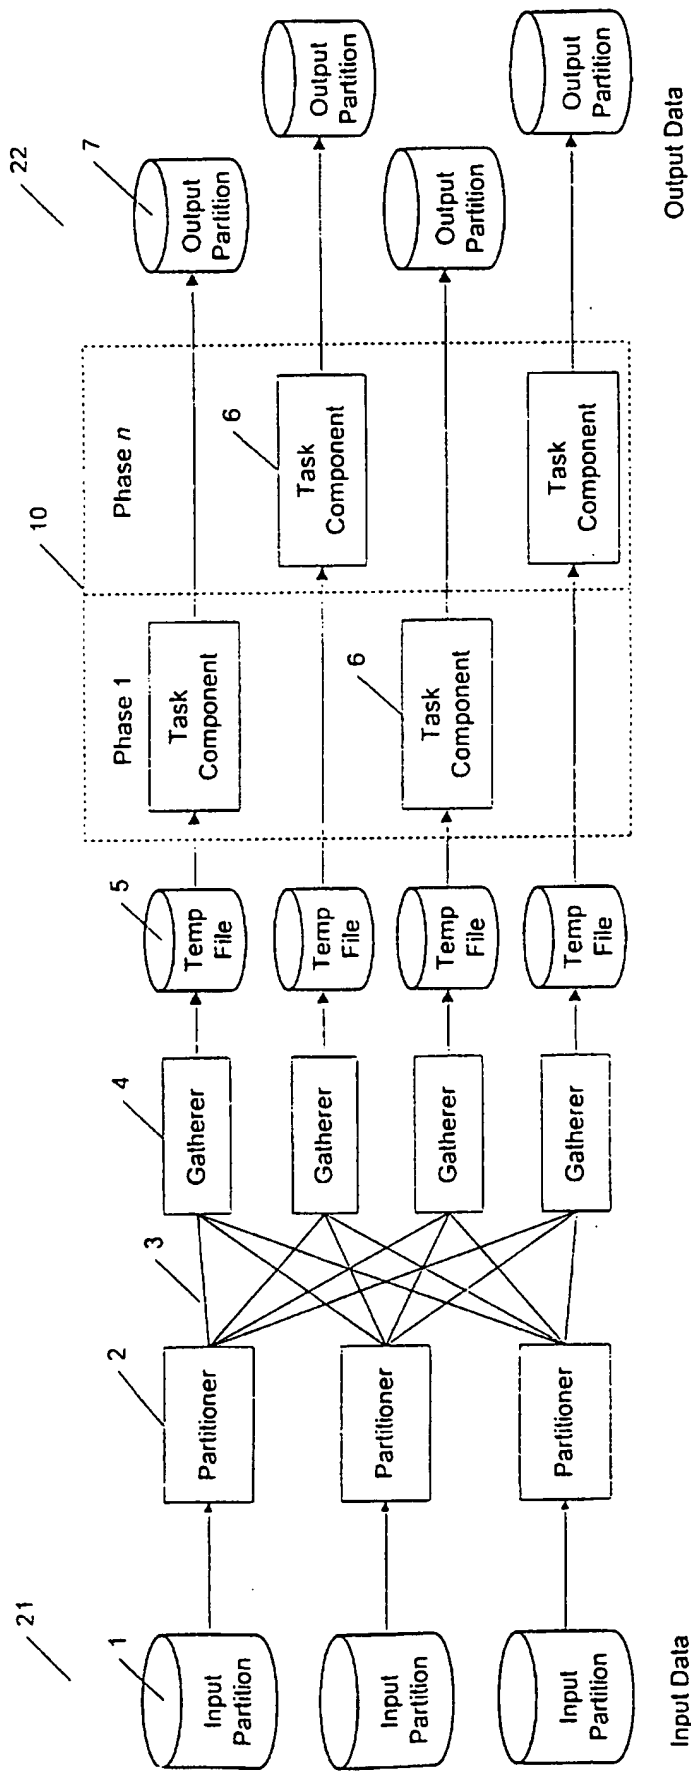 21
1
Input
Partition
Input
Partition
Input
Partition
Input Data
2
Partitioner
Partitioner
Partitioner
3
4
Gatherer
Gatherer
Gatherer
Gatherer
5
Temp
File
Temp
File
Temp
File
Temp
File
10
Phase 1
Task
Component
6
Task
Component
Phase n
6
Task
Component
Task
Component
22
7
Output
Partition
Output
Partition
Output
Partition
Output
Partition
Output Data